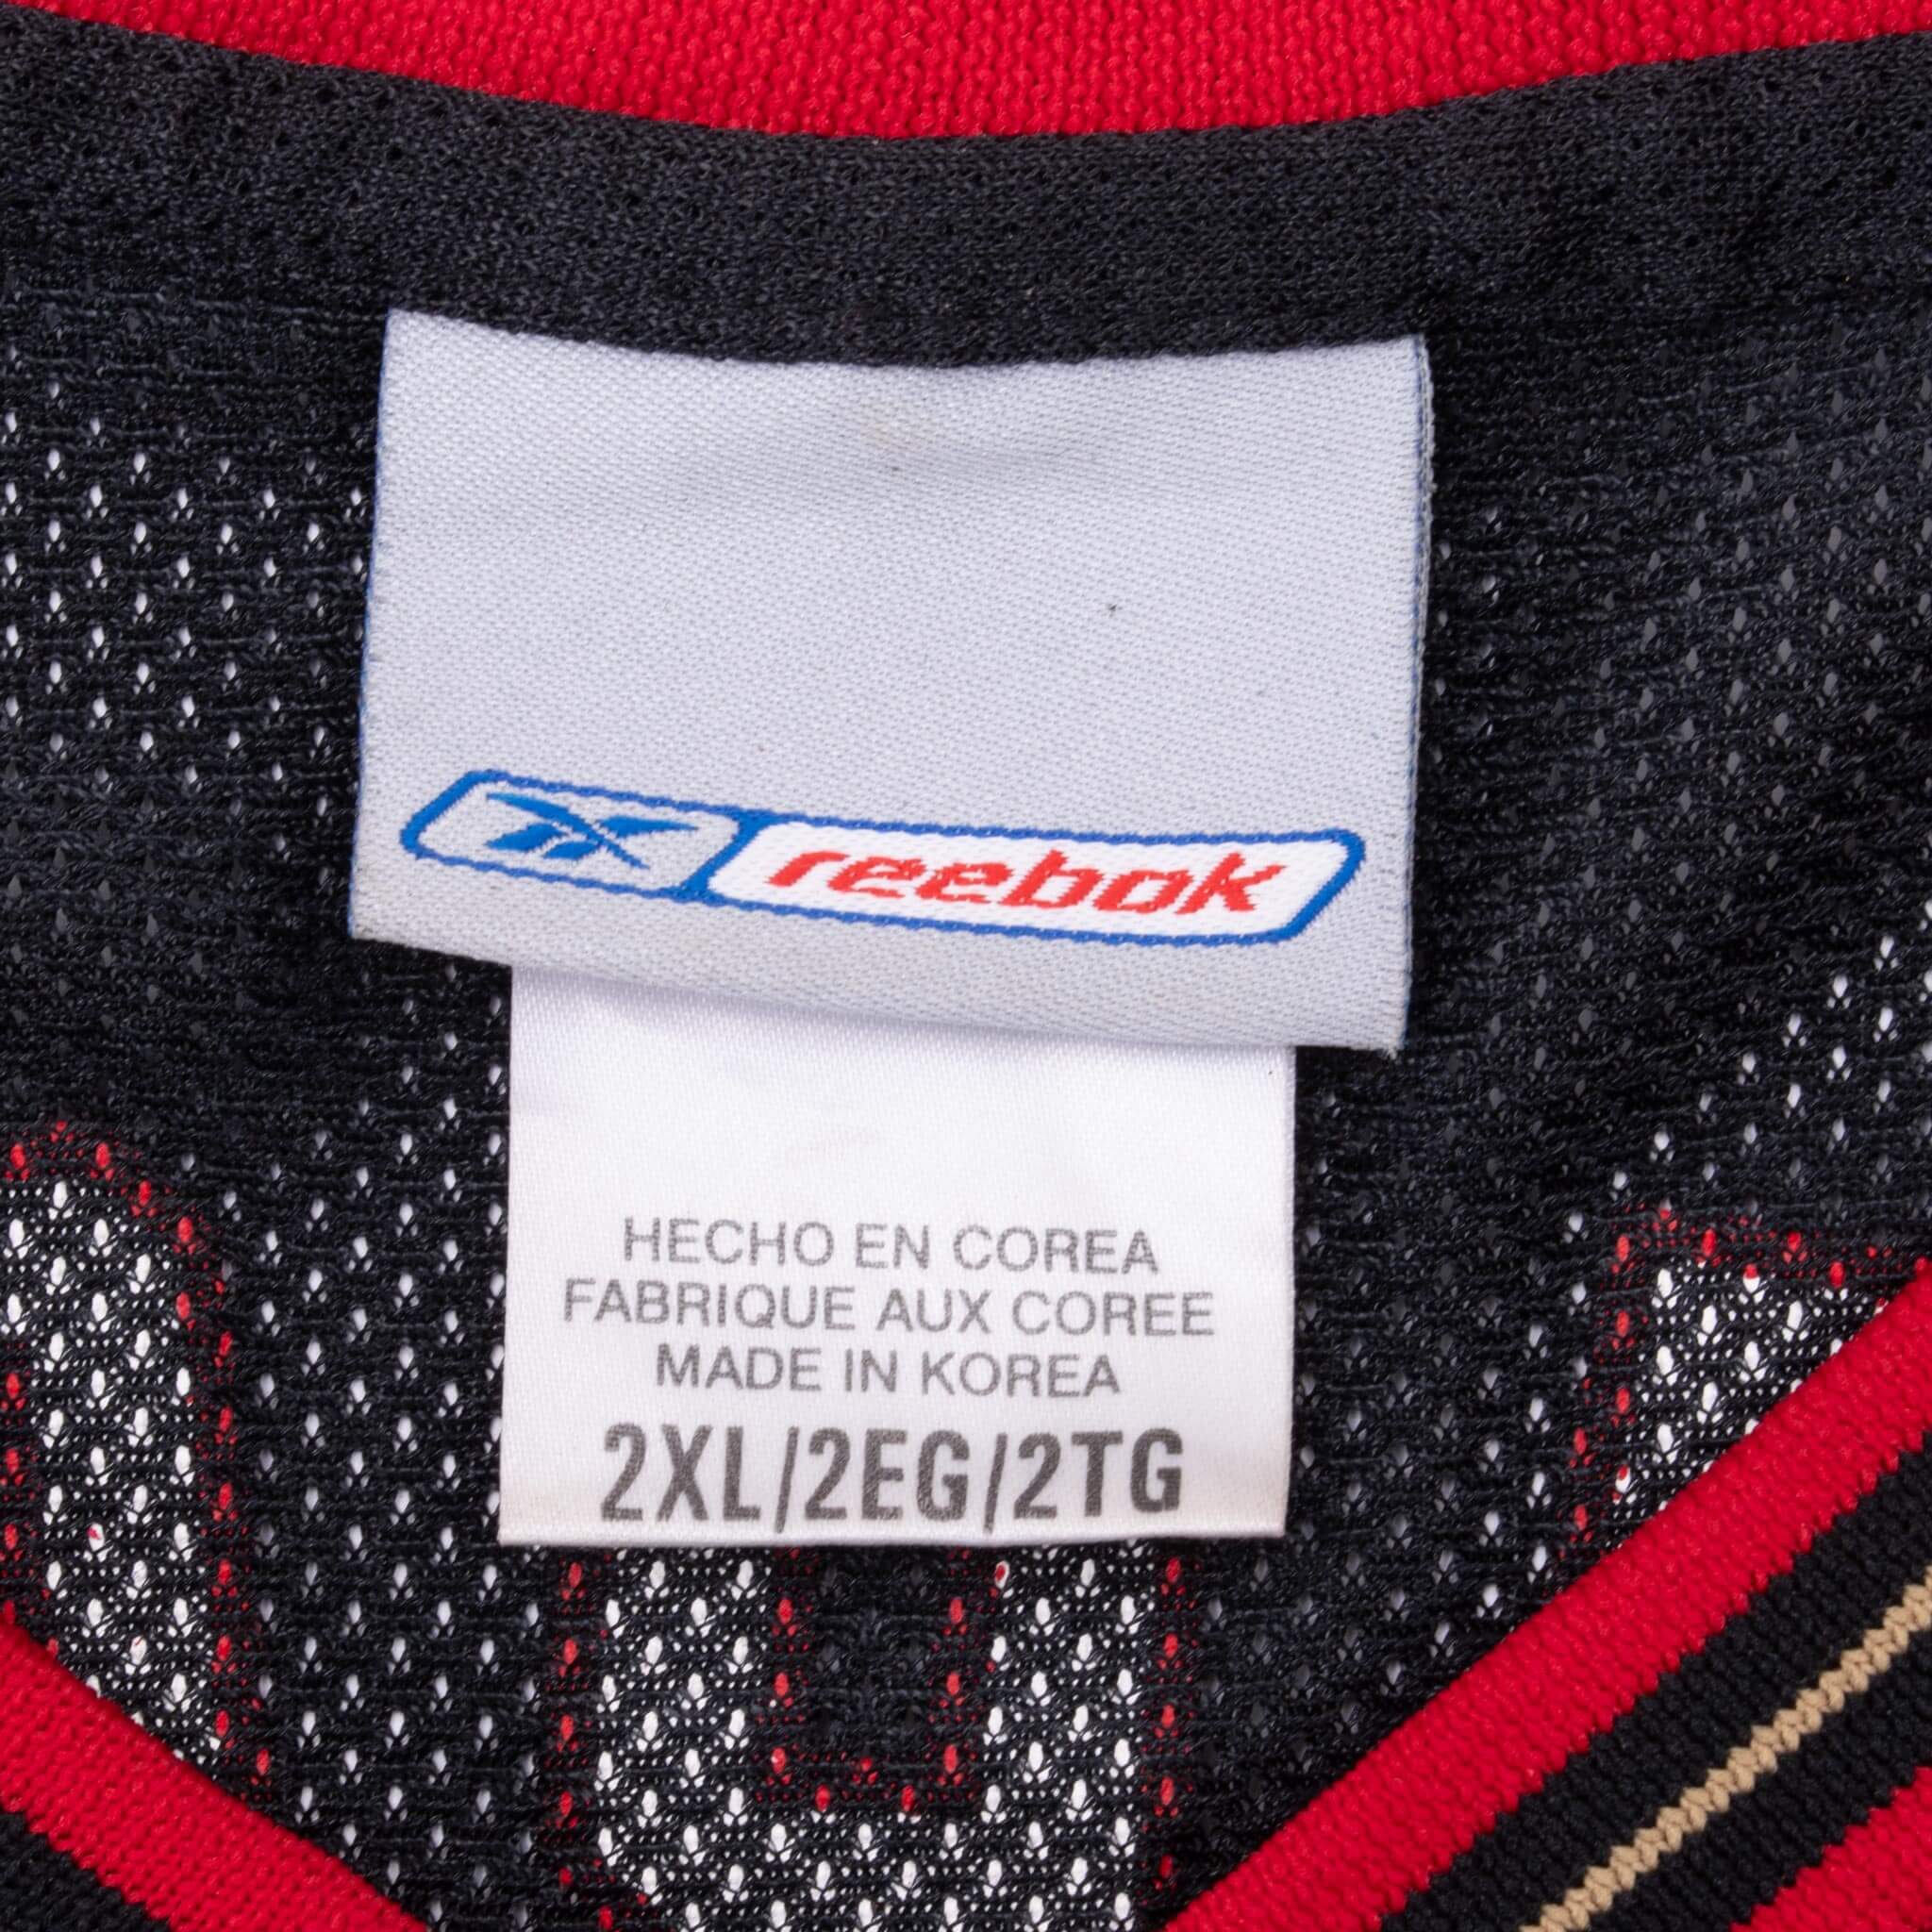 reebok
HECHO EN COREA
FABRIQUE AUX COREE
MADE IN KOREA
2XL/2EG/2TG